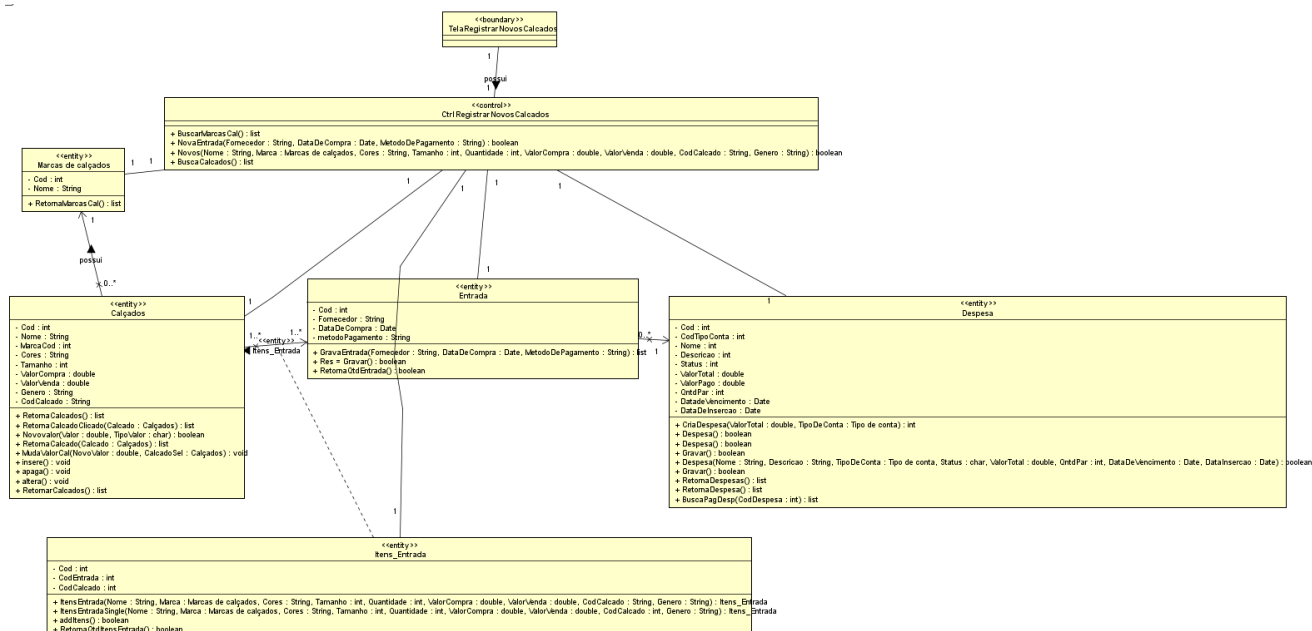 <<boundary>>
TelaRegistrarNovosCalcados
1
possui
1
<<control>>
CtrlRegistrarNovosCalcados
+ BuscarMarcasCal() : list
+ NovaEntrada(Fornecedor : String, DataDeCompra : Date, MetodoDePagamento : String) : boolean
+ Novos(Nome : String, Marca : Marcas de calçados, Cores : String, Tamanho : int, Quantidade : int, ValorCompra : double, ValorVenda : double, CodCalcado : String, Genero : String) : boolean
+ BuscaCalcados() : list
<<entity>>
Marcas de calçados
- Cod : int
- Nome : String
+ RetornaMarcasCal() : list
1
1
1
1
1
1
1
possui
0..*
<<entity>>
Calçados
- Cod : int
- Nome : String
- MarcaCod : int
- Cores : String
- Tamanho : int
- ValorCompra : double
- ValorVenda : double
- Genero : String
- CodCalcado : String
+ RetornaCalcados() : list
+ RetornaCalcadoClicado(Calcado : Calçados) : list
+ Novovalor(Valor : double, TipoValor : char) : boolean
+ RetornaCalcado(Calcado : Calçados) : list
+ MudaValorCal(NovoValor : double, CalcadoSel : Calçados) : void
+ insere() : void
+ apaga() : void
+ altera() : void
+ RetornarCalcados() : list
1
1..*
1..*
<<entity>>
Itens_Entrada
1
<<entity>>
Entrada
- Cod : int
- Fornecedor : String
- DataDeCompra : Date
- metodoPagamento : String
+ GravaEntrada(Fornecedor : String, DataDeCompra : Date, MetodoDePagamento : String) : list
+ Res = Gravar() : boolean
+ RetornaQtdEntrada() : boolean
0..*
1
1
<<entity>>
Despesa
- Cod : int
- CodTipoConta : int
- Nome : int
- Descricao : int
- Status : int
- ValorTotal : double
- ValorPago : double
- QntdPar : int
- DatadeVencimento : Date
- DataDeInsercao : Date
+ CriaDespesa(ValorTotal : double, TipoDeConta : Tipo de conta) : int
+ Despesa() : boolean
+ Despesa() : boolean
+ Gravar() : boolean
+ Despesa(Nome : String, Descricao : String, TipoDeConta : Tipo de conta, Status : char, ValorTotal : double, QntdPar : int, DataDeVencimento : Date, DataInsercao : Date) : boolean
+ Gravar() : boolean
+ RetornaDespesas() : list
+ RetornaDespesa() : list
+ BuscaPagDesp(CodDespesa : int) : list
1
<<entity>>
Itens_Entrada
- Cod : int
- CodEntrada : int
- CodCalcado : int
+ ItensEntrada(Nome : String, Marca : Marcas de calçados, Cores : String, Tamanho : int, Quantidade : int, ValorCompra : double, ValorVenda : double, CodCalcado : String, Genero : String) : Itens_Entrada
+ ItensEntradaSingle(Nome : String, Marca : Marcas de calçados, Cores : String, Tamanho : int, Quantidade : int, ValorCompra : double, ValorVenda : double, CodCalcado : int, Genero : String) : Itens_Entrada
+ addItens() : boolean
+ RetornaQtdItensEntrada() : boolean